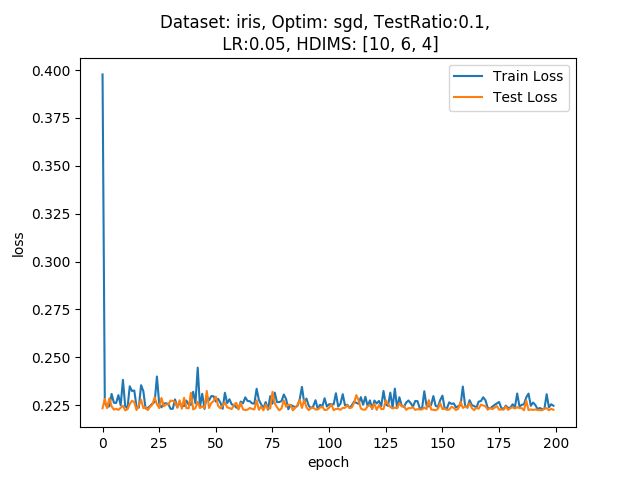 Dataset: iris, Optim: sgd, TestRatio:0.1,
LR:0.05, HDIMS: [10, 6, 4]
Train Loss
Test Loss
0.400
0.375
0.350
0.325
0.300
0.275
0.250
0.225
loss
0 25 50 75 100 125 150 175 200
epoch